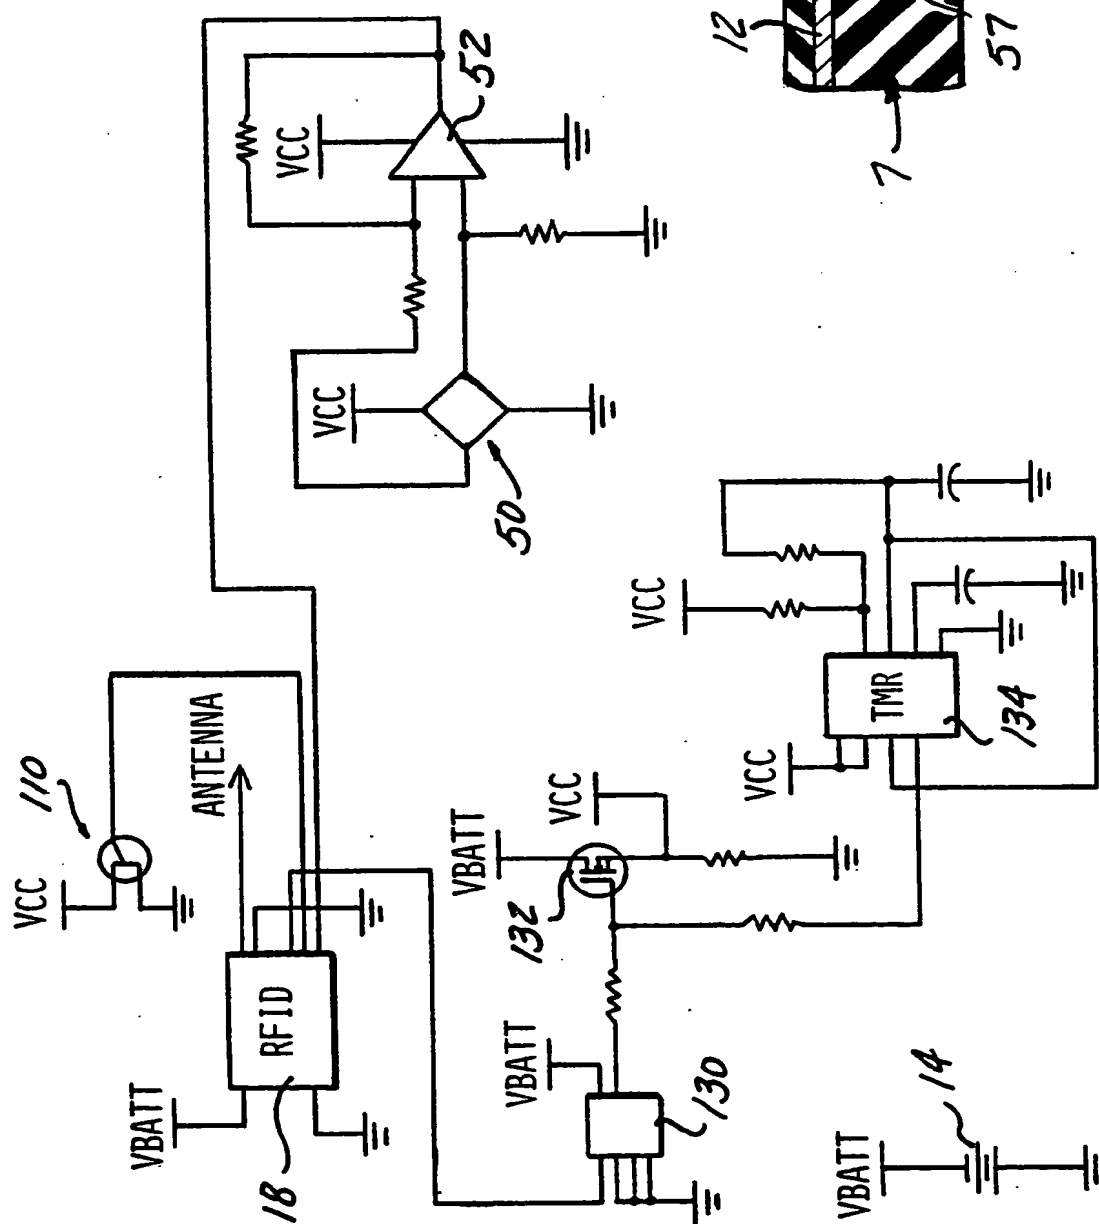 12
57
7
52
VCC
VCC
50
VCC
110
ANTENNA
VCC
VBATT
RFID
18
VBATT
VCC
132
VCC
TMR
134
VBATT
130
VBATT
14